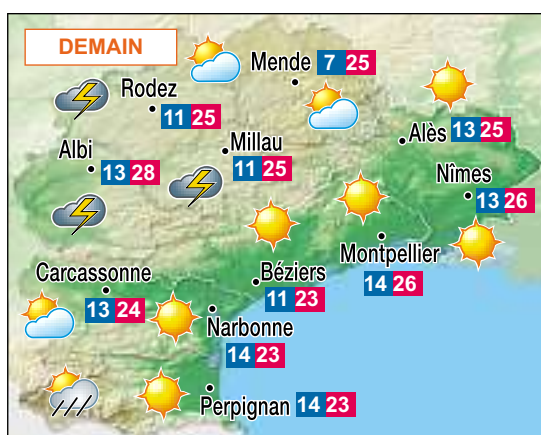 DEMAIN
Mende 7 25
Rodez
11 25
Alès 13 25
Albi
13 28
Millau
11 25
Nîmes
13 26
Montpellier
14 26
Carcassonne
13 24
Béziers
11 23
Narbonne
14 23
Perpignan 14 23